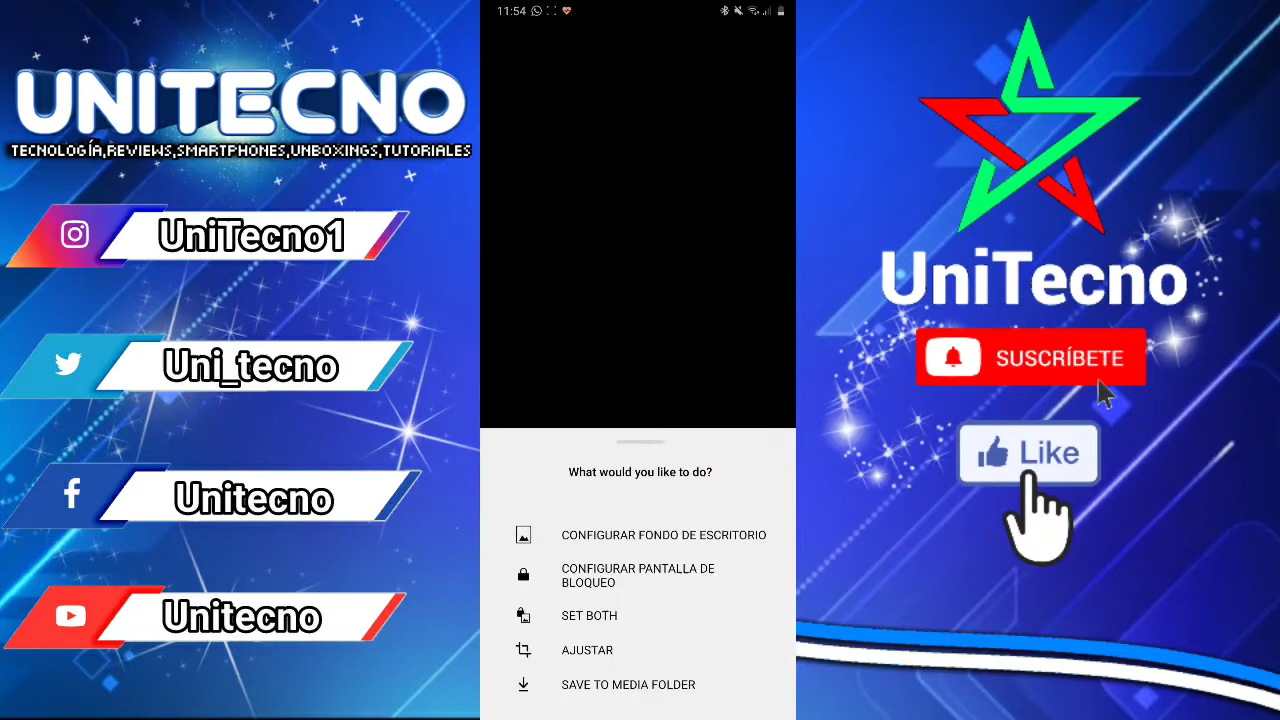 UNITECNO
TECNOLOGÍA,REVIEWS,SMARTPHONES,UNBOXINGS,TUTORIALES
UniTecno1
Uni_tecno
Unitecno
Unitecno
11:54
What would you like to do?
CONFIGURAR FONDO DE ESCRITORIO
CONFIGURAR PANTALLA DE
BLOQUEO
SET BOTH
AJUSTAR
SAVE TO MEDIA FOLDER
UniTecno
SUSCRÍBETE
Like